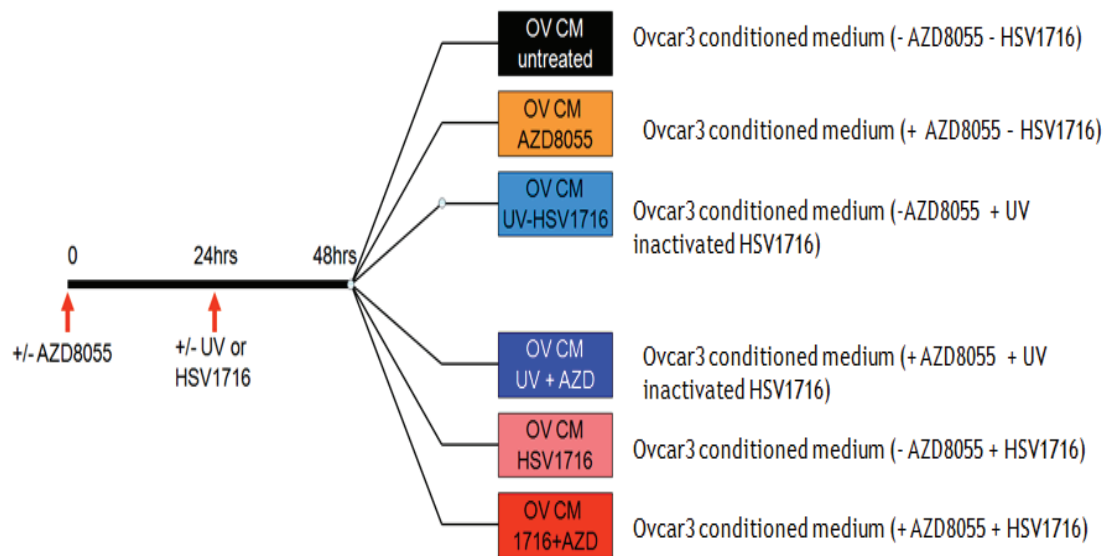 OV CM
untreated
Ovcar3 conditioned medium (- AZD8055 - HSV1716)
OV CM
AZD8055
Ovcar3 conditioned medium (+ AZD8055 - HSV1716)
OV CM
UV-HSV1716
Ovcar3 conditioned medium (-AZD8055 + UV
inactivated HSV1716)
0
24hrs
48hrs
+/- AZD8055
+/- UV or
HSV1716
OV CM
UV + AZD
Ovcar3 conditioned medium (+ AZD8055 + UV
inactivated HSV1716)
OV CM
HSV1716
Ovcar3 conditioned medium (- AZD8055 + HSV1716)
OV CM
1716+AZD
Ovcar3 conditioned medium (+ AZD8055 + HSV1716)